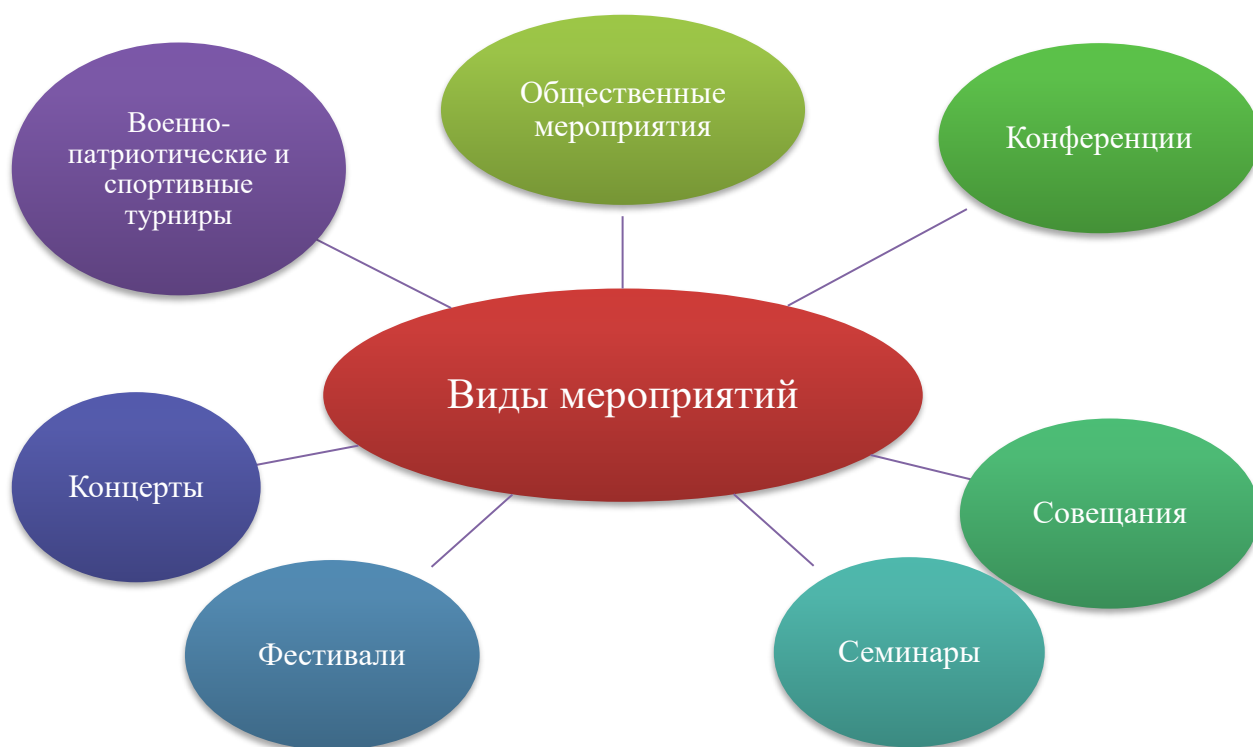 Общественные
мероприятия
Конференции
Военно-
патриотические и
спортивные
турниры
Виды мероприятий
Концерты
Совещания
Фестивали
Семинары